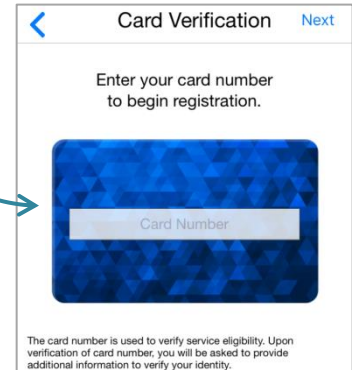 Card Verification Next
Enter your card number
to begin registration.
Card Number
The card number is used to verify service eligibility. Upon
verification of card number, you will be asked to provide
additional information to verify your identity.